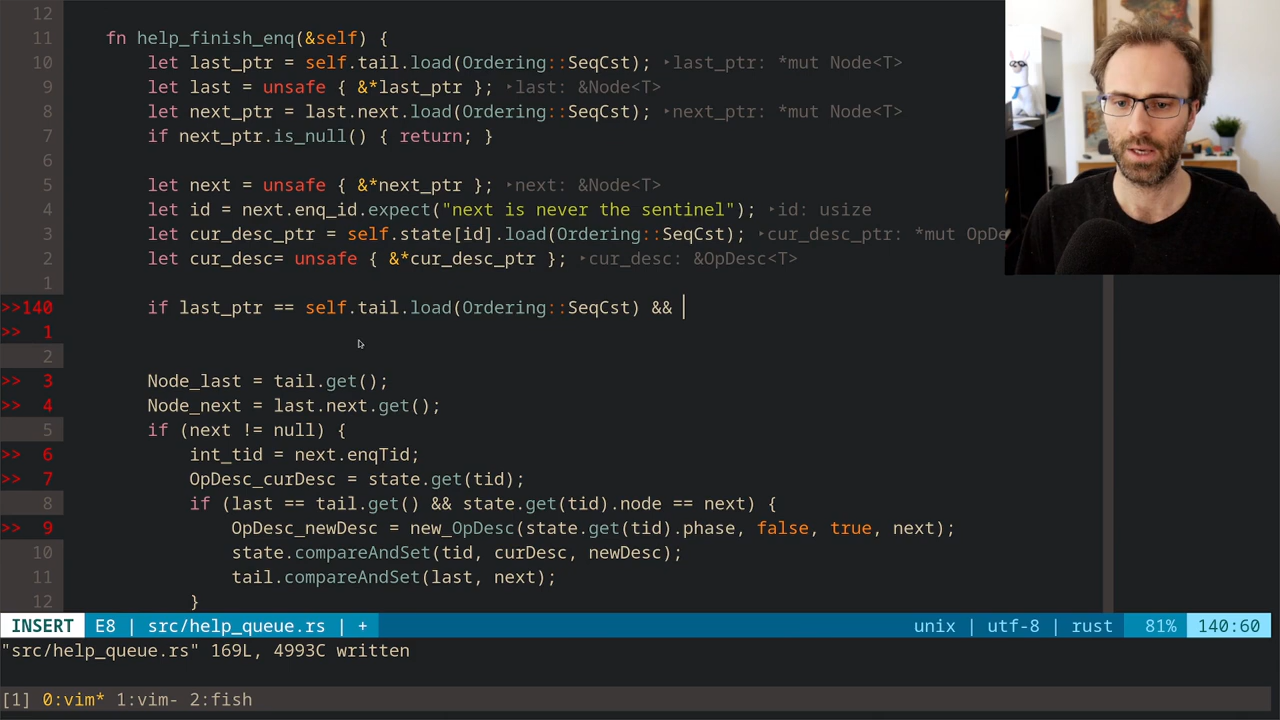 12
11 fn help_finish_enq(&self) {
10 let last_ptr = self.tail.load(Ordering::SeqCst); ▸last_ptr: *mut Node<T>
9 let last = unsafe { &*last_ptr }; ▸last: &Node<T>
8 let next_ptr = last.next.load(Ordering::SeqCst); ▸next_ptr: *mut Node<T>
7 if next_ptr.is_null() { return; }
6
5 let next = unsafe { &*next_ptr }; ▸next: &Node<T>
4 let id = next.enq_id.expect("next is never the sentinel"); ▸id: usize
3 let cur_desc_ptr = self.state[id].load(Ordering::SeqCst); ▸cur_desc_ptr: *mut OpDe
2 let cur_desc= unsafe { &*cur_desc_ptr }; ▸cur_desc: &OpDesc<T>
1
>>140 if last_ptr == self.tail.load(Ordering::SeqCst) &&
>> 1
2
>> 3 Node_last = tail.get();
>> 4 Node_next = last.next.get();
5 if (next != null) {
>> 6 int_tid = next.enqTid;
>> 7 OpDesc_curDesc = state.get(tid);
8 if (last == tail.get() && state.get(tid).node == next) {
>> 9 OpDesc_newDesc = new_OpDesc(state.get(tid).phase, false, true, next);
10 state.compareAndSet(tid, curDesc, newDesc);
11 tail.compareAndSet(last, next);
12 }
INSERT E8 | src/help_queue.rs | + unix | utf-8 | rust 81% 140:60
"src/help_queue.rs" 169L, 4993C written
[1] 0:vim* 1:vim- 2:fish